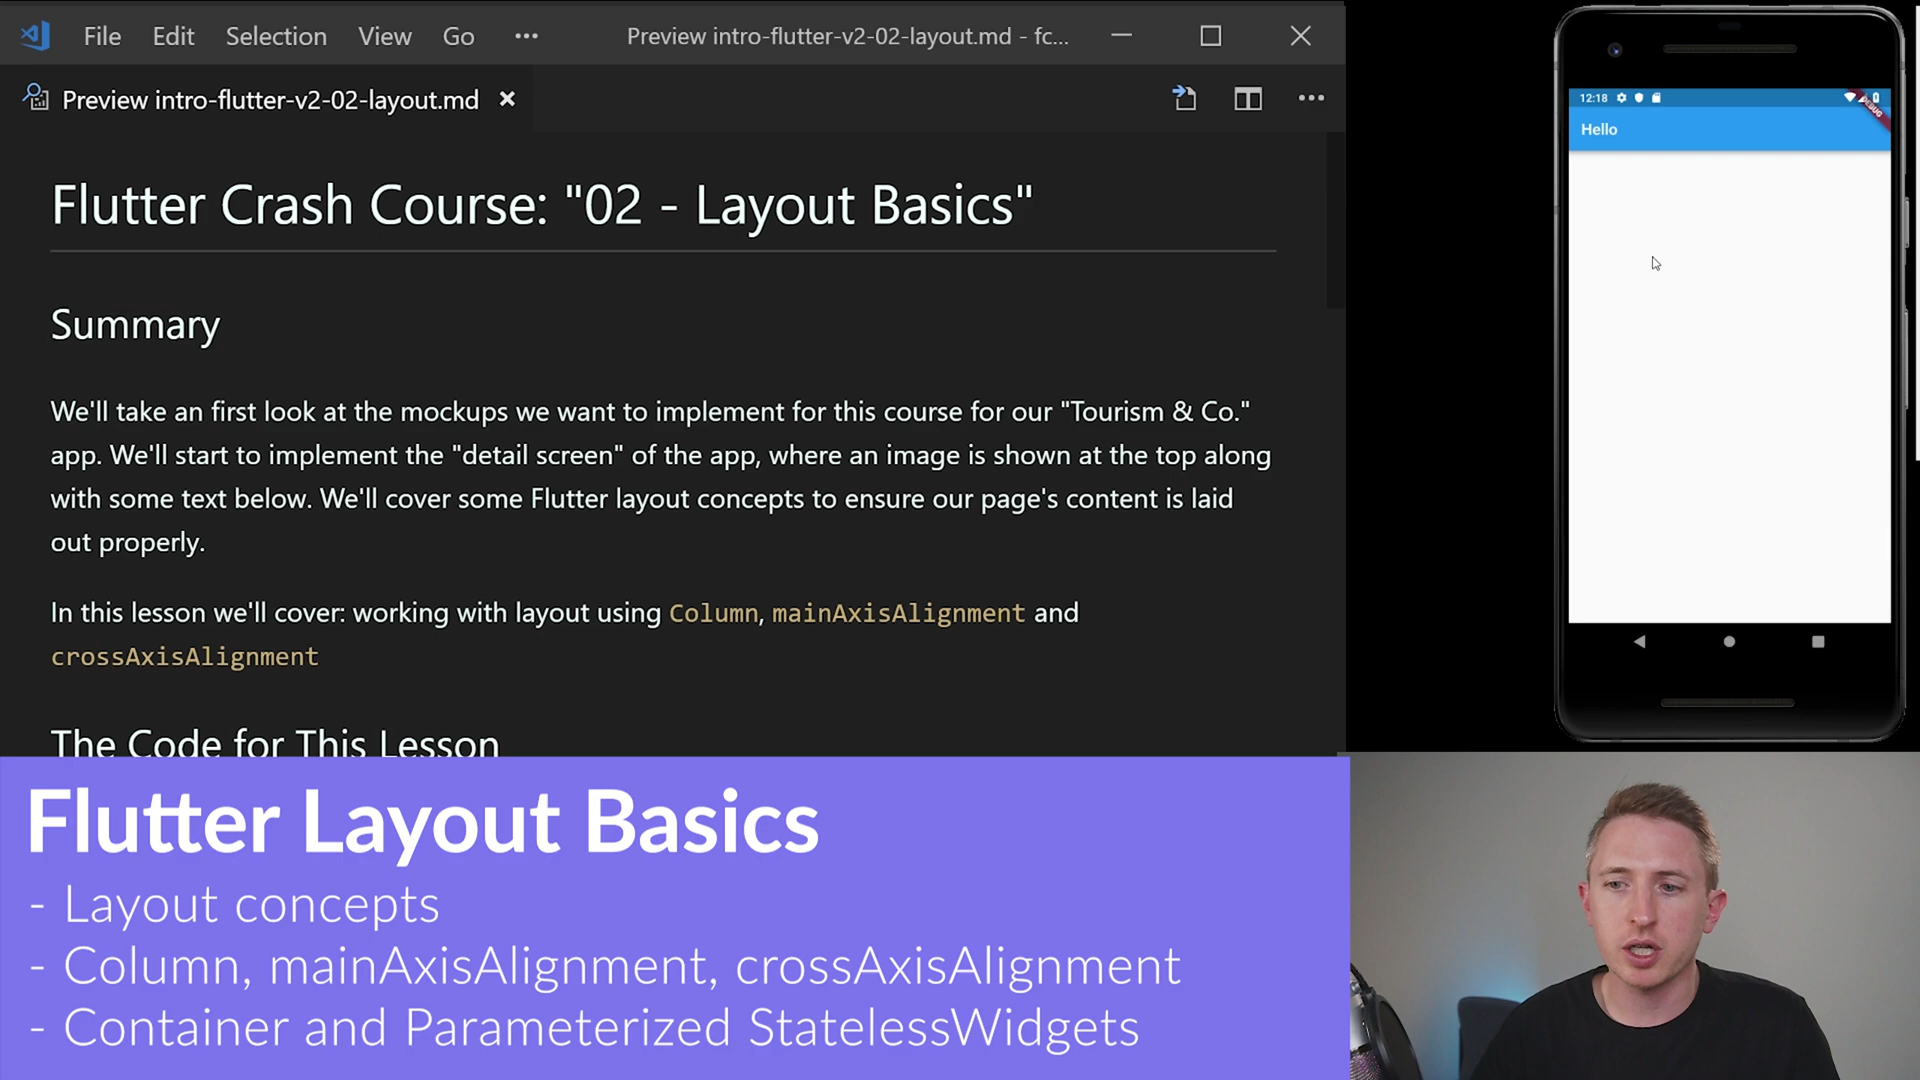 File Edit Selection View Go ··· Preview intro-flutter-v2-02-layout.md - fc...
Preview intro-flutter-v2-02-layout.md
Flutter Crash Course: "02 - Layout Basics"
Summary
We'll take an first look at the mockups we want to implement for this course for our "Tourism & Co."
app. We'll start to implement the "detail screen" of the app, where an image is shown at the top along
with some text below. We'll cover some Flutter layout concepts to ensure our page's content is laid
out properly.
In this lesson we'll cover: working with layout using Column, mainAxisAlignment and
crossAxisAlignment
The Code for This Lesson
12:18
DEBUG
Hello
Flutter Layout Basics
- Layout concepts
- Column, mainAxisAlignment, crossAxisAlignment
- Container and Parameterized StatelessWidgets